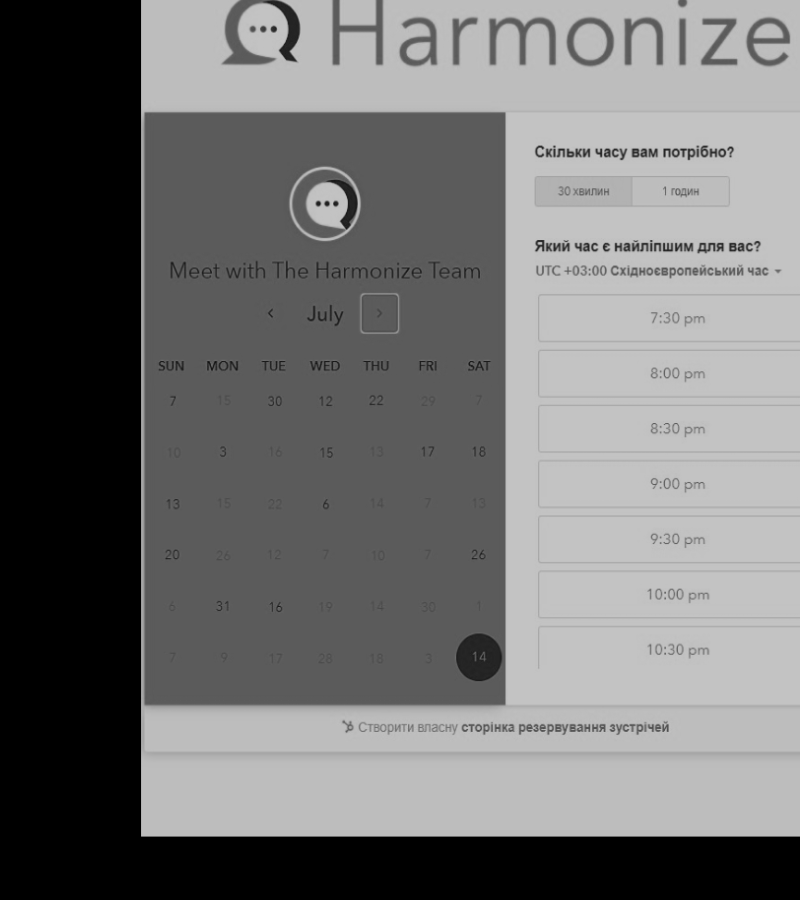 Harmonize
Meet with The Harmonize Team
July
SUN MON TUE WED THU FRI SAT
7 15 30 12 22 29 7
10 3 16 15 13 17 18
13 15 22 6 14 7 13
20 26 12 7 10 7 26
6 31 16 19 14 30 1
7 9 17 28 18 3 14
Скільки часу вам потрібно?
30 хвилин 1 годин
Який час є найліпшим для вас?
UTC +03:00 Східноєвропейський час
7:30 pm
8:00 pm
8:30 pm
9:00 pm
9:30 pm
10:00 pm
10:30 pm
Створити власну сторінка резервування зустрічей